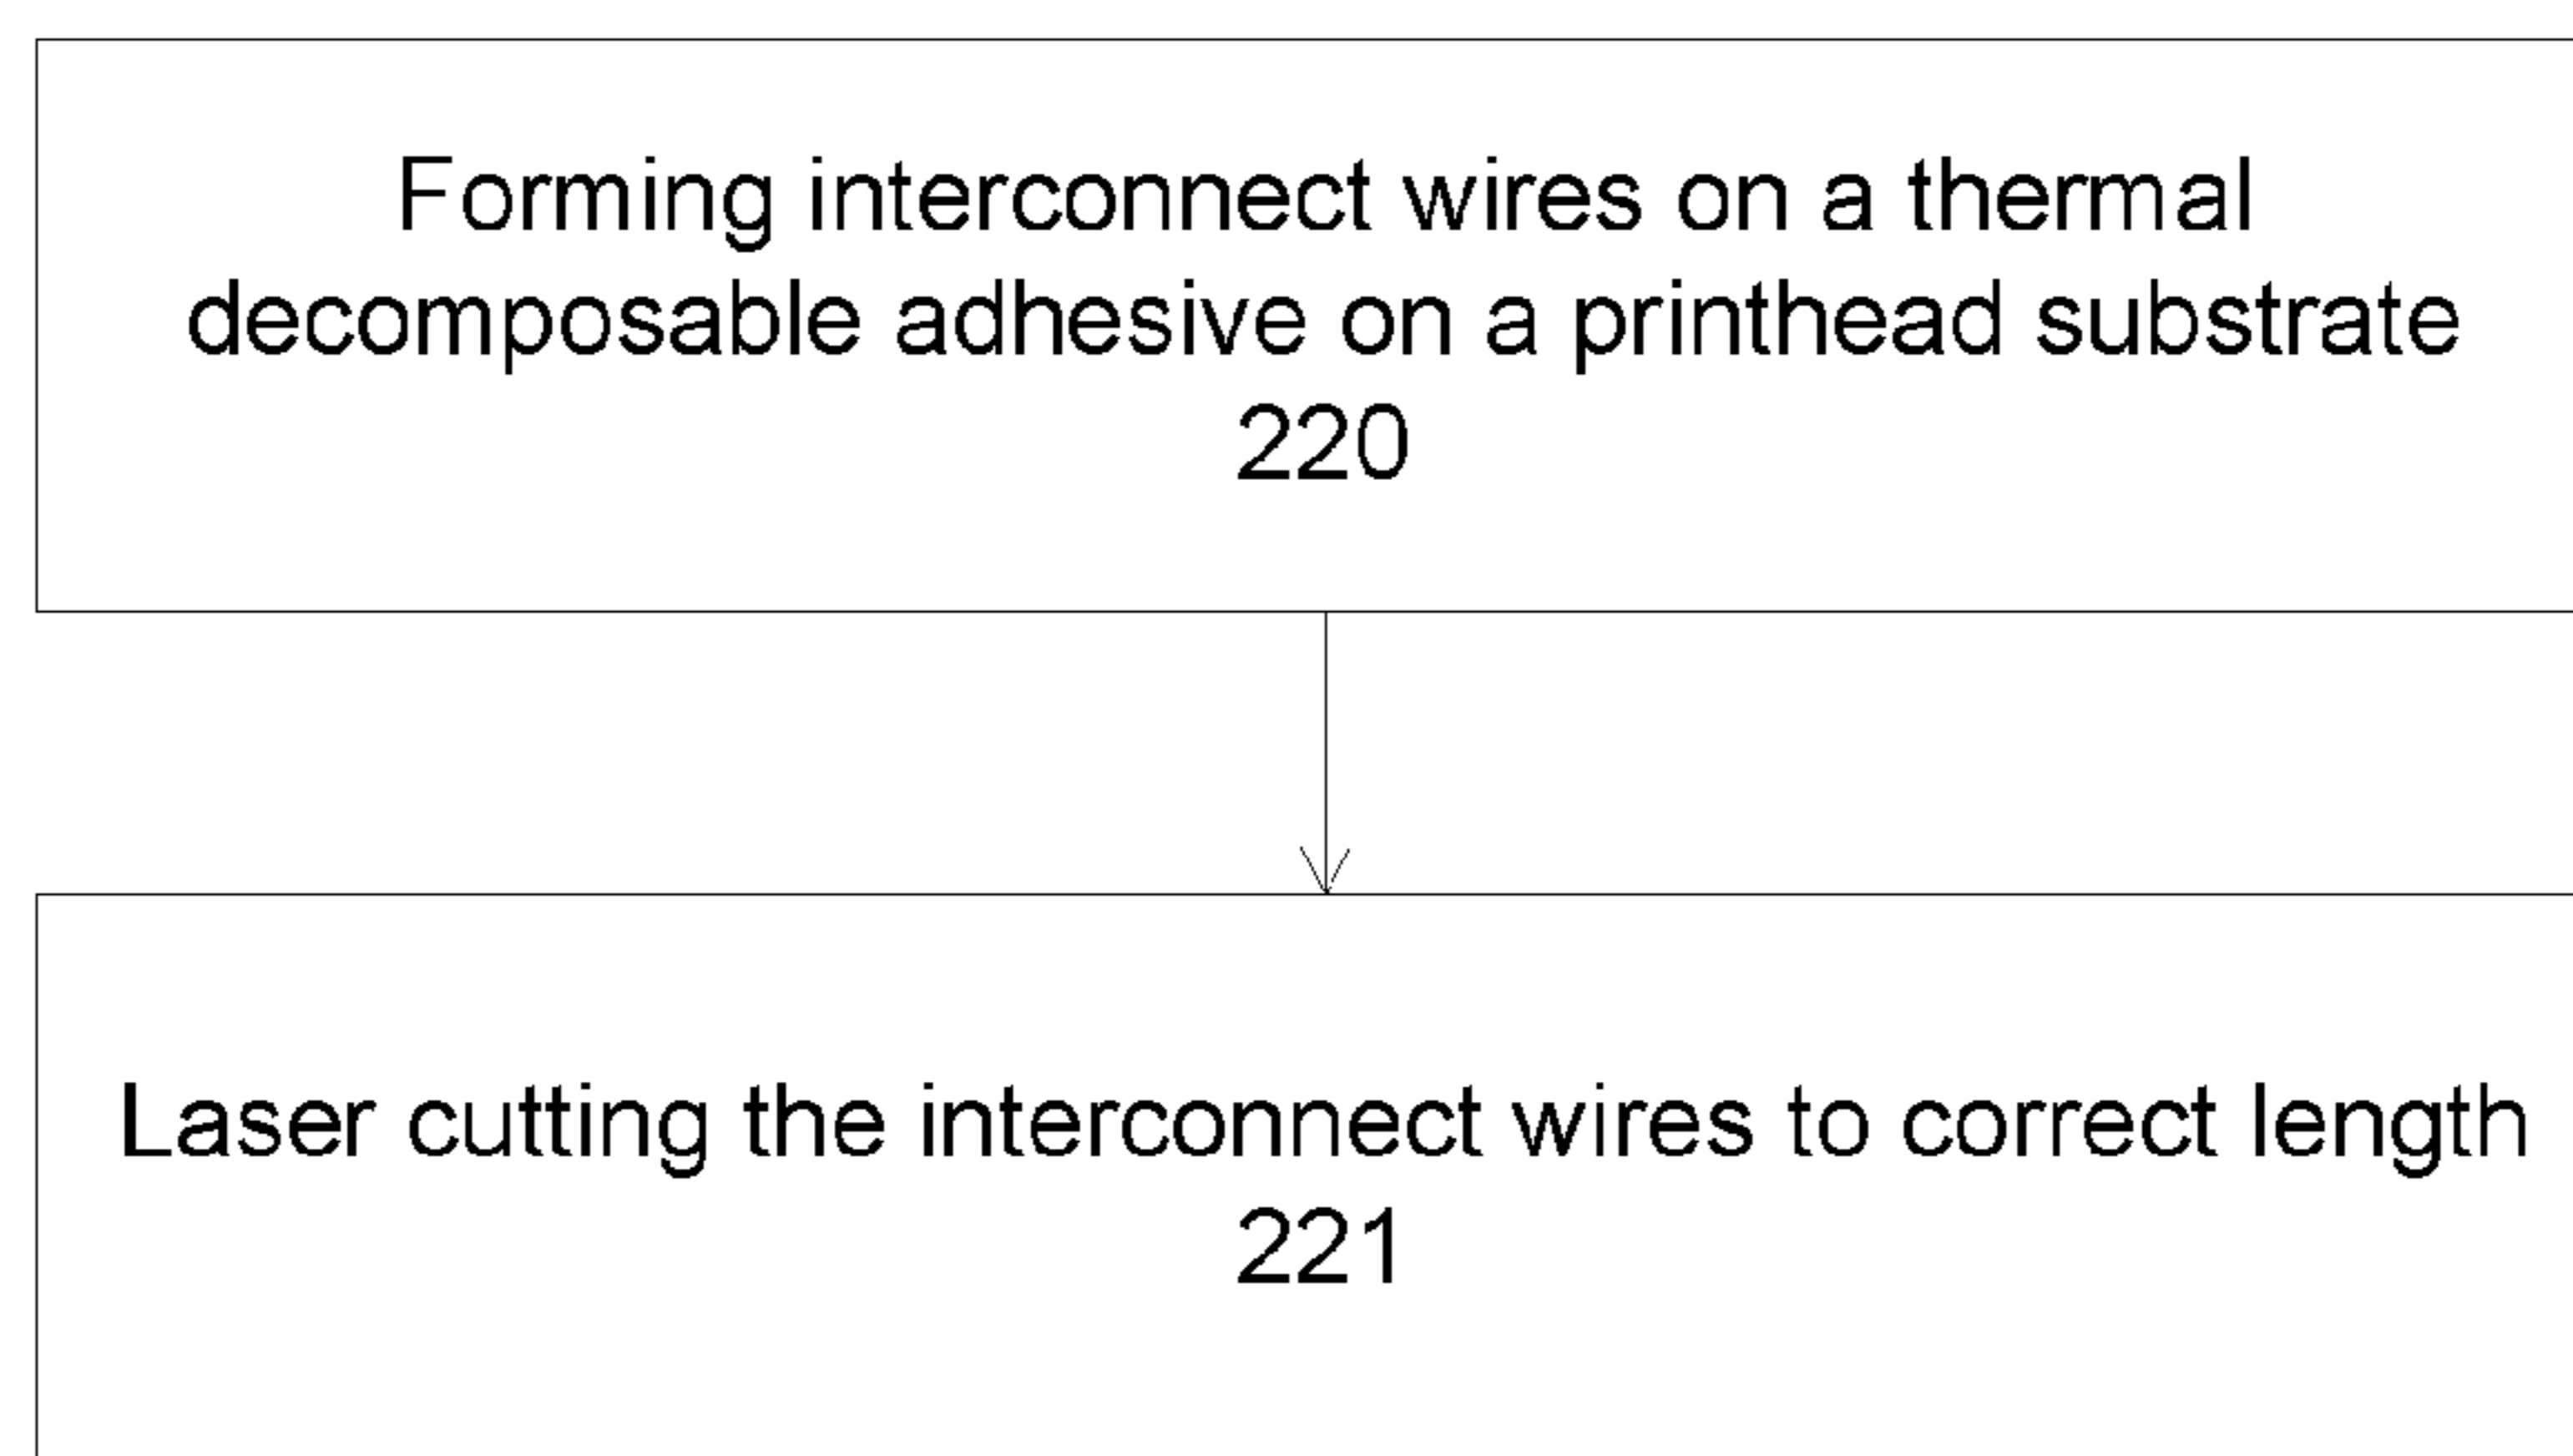 Forming interconnect wires on a thermal
decomposable adhesive on a printhead substrate
220
Laser cutting the interconnect wires to correct length
221